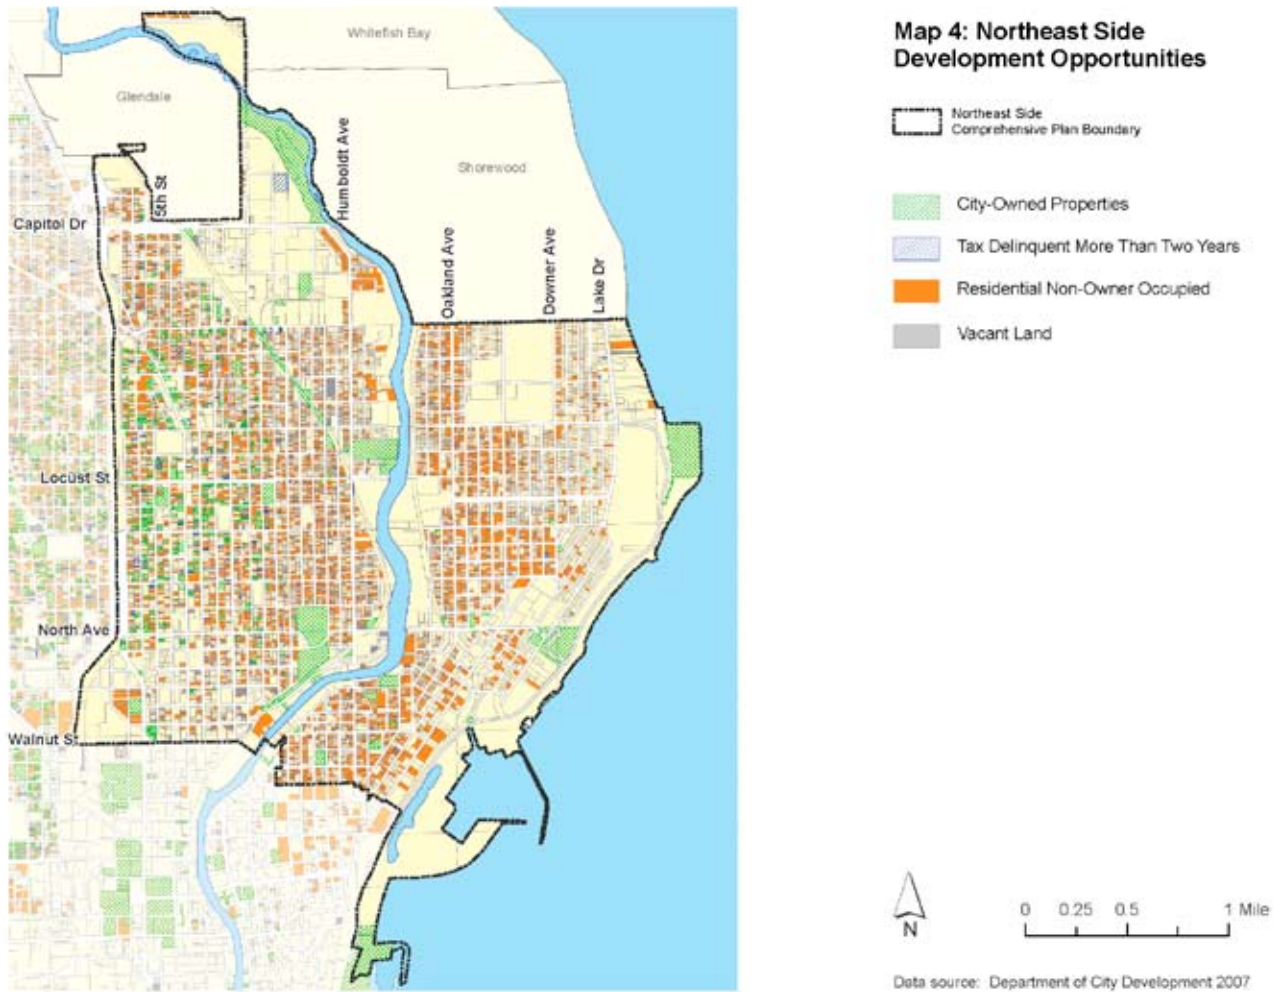 Map 4: Northeast Side
Development Opportunities
Northeast Side
Comprehensive Plan Boundary
City-Owned Properties
Tax Delinquent More Than Two Years
Residential Non-Owner Occupied
Vacant Land
Whitefish Bay
Glendale
Shorewood
Humboldt Ave
5th St
Capitol Dr
Oakland Ave
Downer Ave
Lake Dr
Locust St
North Ave
Walnut St
N
0 0.25 0.5 1 Mile
Data source: Department of City Development 2007